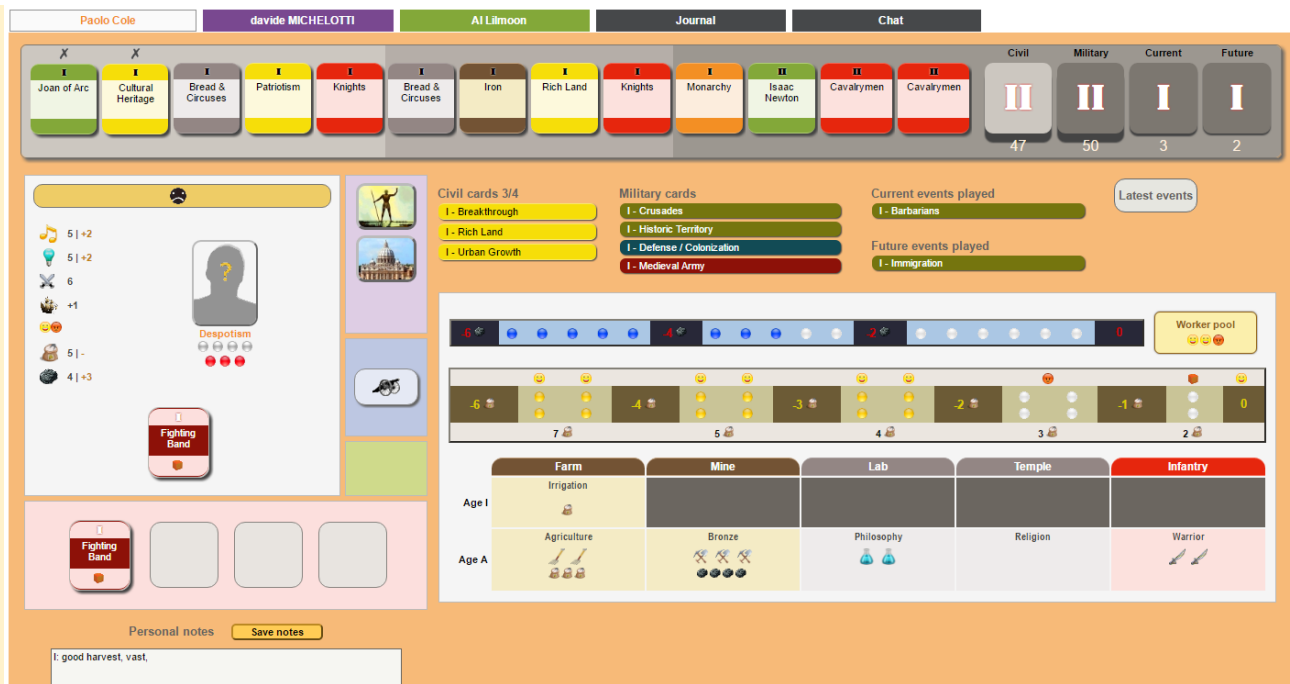 Paolo Cole
davide MICHELOTTI
Al Lilmoon
Journal
Chat
✗ ✗
Civil Military Current Future
I I I I I I I I I I II II II
Joan of Arc
Cultural Heritage
Bread & Circuses
Patriotism
Knights
Bread & Circuses
Iron
Rich Land
Knights
Monarchy
Isaac Newton
Cavalrymen
Cavalrymen
II II I I
47 50 3 2
5 | +2
5 | +2
6
+1
5 | -
4 | +3
?
Despotism
I
Fighting
Band
Civil cards 3/4
I - Breakthrough
I - Rich Land
I - Urban Growth
Military cards
I - Crusades
I - Historic Territory
I - Defense / Colonization
I - Medieval Army
Current events played
I - Barbarians
Future events played
I - Immigration
Latest events
-6 -4 -2 0
Worker pool
-6 -4 -3 -2 -1 0
7 5 4 3 2
Farm Mine Lab Temple Infantry
Age I
Irrigation
Age A
Agriculture Bronze Philosophy Religion Warrior
I
Fighting
Band
Personal notes
Save notes
I: good harvest, vast,